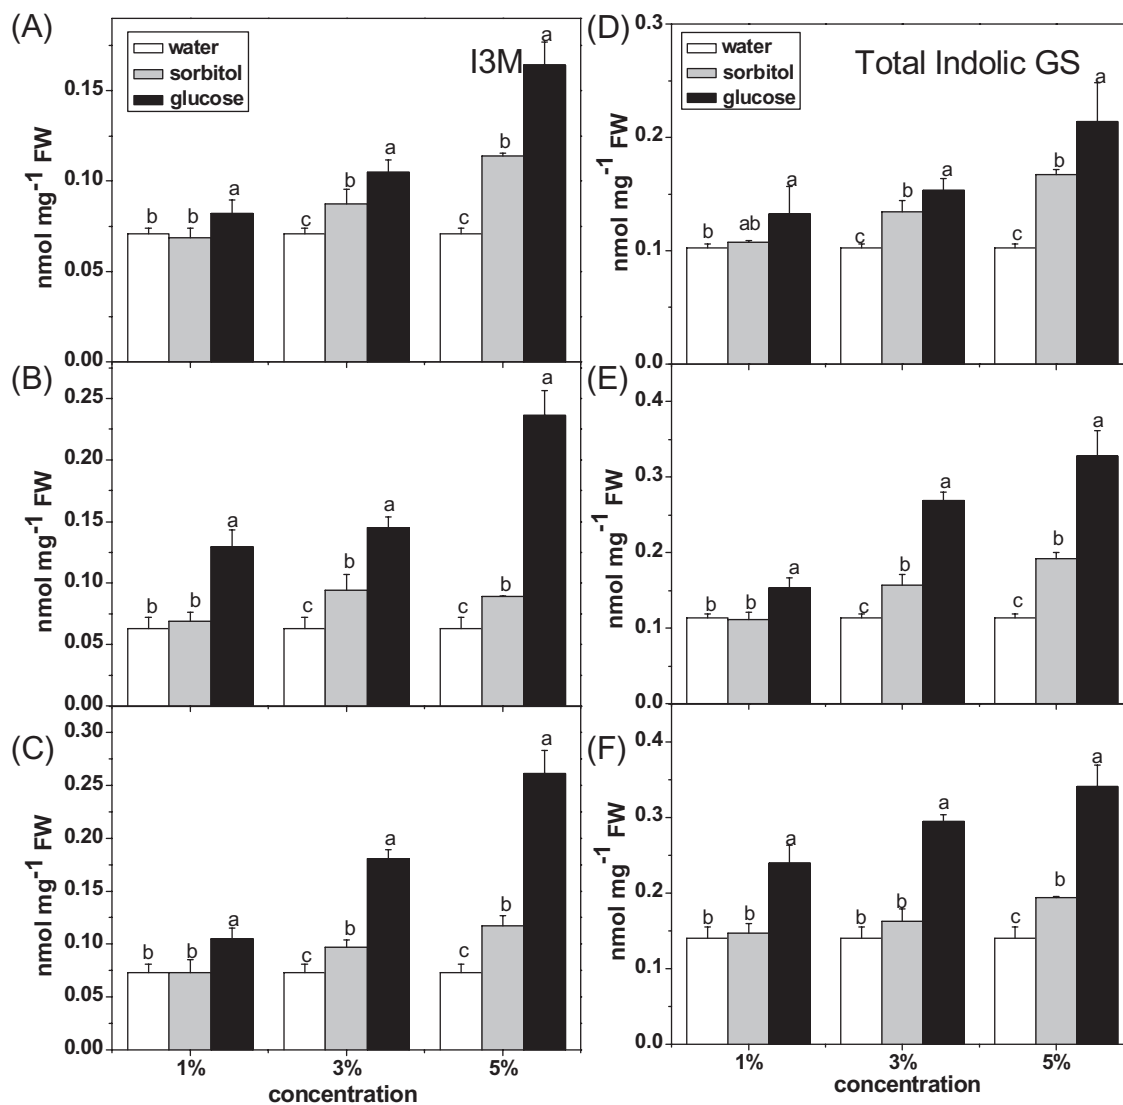 (A)
water
sorbitol
glucose
I3M
nmol mg-1 FW
0.15
0.10
0.05
0.00
b b a
c b a
c b a
(D)
water
sorbitol
glucose
Total Indolic GS
nmol mg-1 FW
0.3
0.2
0.1
0.0
b ab a
c b a
c b a
(B)
nmol mg-1 FW
0.25
0.20
0.15
0.10
0.05
0.00
b b a
c b a
c b a
(E)
nmol mg-1 FW
0.4
0.3
0.2
0.1
0.0
b b a
c b a
c b a
(C)
nmol mg-1 FW
0.30
0.25
0.20
0.15
0.10
0.05
0.00
b b a
c b a
c b a
1% 3% 5%
concentration
(F)
nmol mg-1 FW
0.4
0.3
0.2
0.1
0.0
b b a
b b a
c b a
1% 3% 5%
concentration